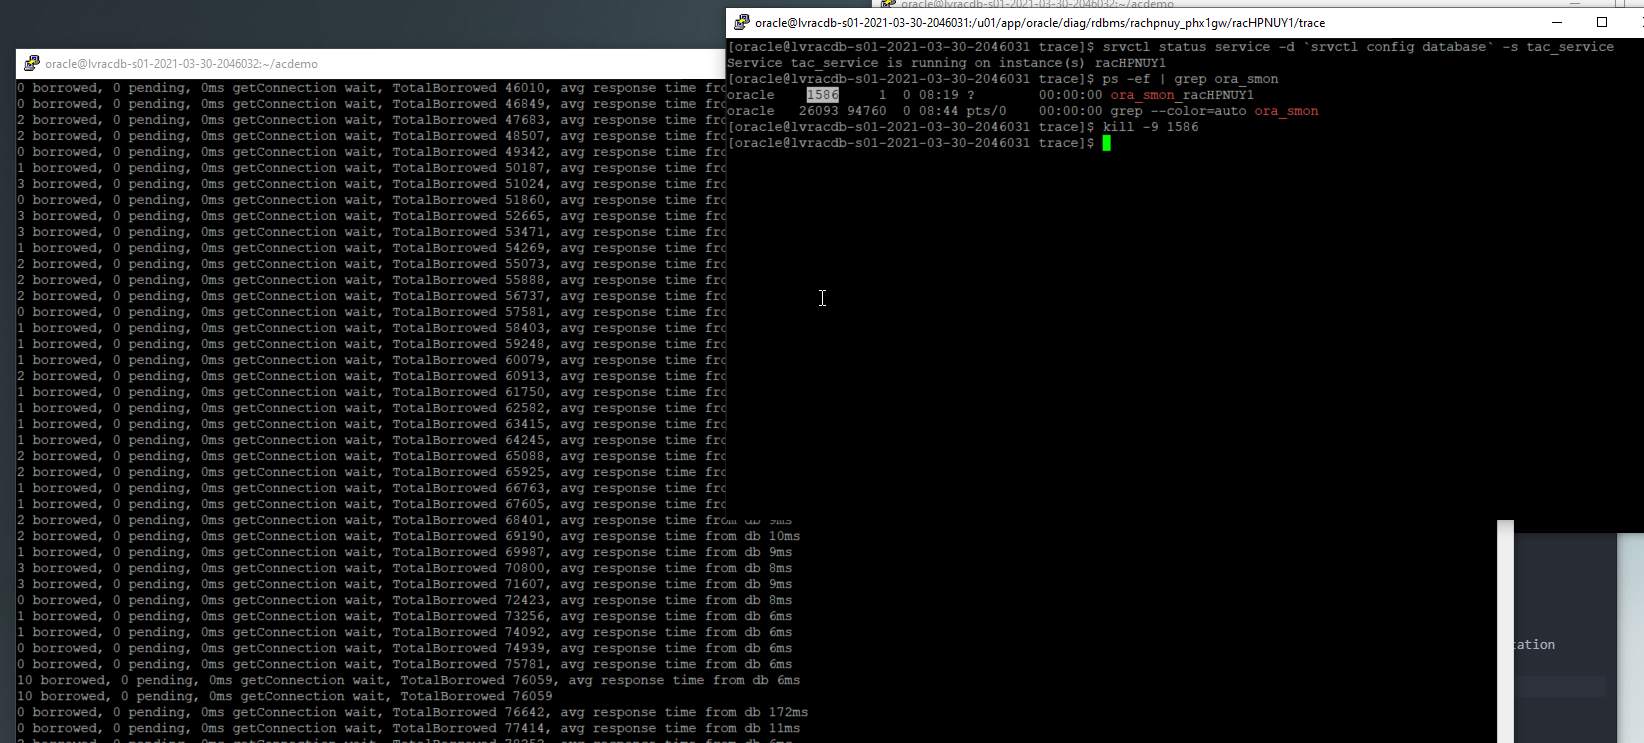 oracle@lvracdb-s01-2021-03-30-2046032:~/acdemo
oracle@lvracdb-s01-2021-03-30-2046031:/u01/app/oracle/diag/rdbms/rachpnuy_phx1gw/racHPNUY1/trace
[oracle@lvracdb-s01-2021-03-30-2046031 trace]$ srvctl status service -d `srvctl config database` -s tac_service
Service tac_service is running on instance(s) racHPNUY1
[oracle@lvracdb-s01-2021-03-30-2046031 trace]$ ps -ef | grep ora_smon
oracle 1586 1 0 08:19 ? 00:00:00 ora_smon_racHPNUY1
oracle 26093 94760 0 08:44 pts/0 00:00:00 grep --color=auto ora_smon
[oracle@lvracdb-s01-2021-03-30-2046031 trace]$ kill -9 1586
[oracle@lvracdb-s01-2021-03-30-2046031 trace]$
oracle@lvracdb-s01-2021-03-30-2046032:~/acdemo
0 borrowed, 0 pending, 0ms getConnection wait, TotalBorrowed 46010, avg response time fro
0 borrowed, 0 pending, 0ms getConnection wait, TotalBorrowed 46849, avg response time fro
2 borrowed, 0 pending, 0ms getConnection wait, TotalBorrowed 47683, avg response time fro
2 borrowed, 0 pending, 0ms getConnection wait, TotalBorrowed 48507, avg response time fro
0 borrowed, 0 pending, 0ms getConnection wait, TotalBorrowed 49342, avg response time fro
1 borrowed, 0 pending, 0ms getConnection wait, TotalBorrowed 50187, avg response time fro
3 borrowed, 0 pending, 0ms getConnection wait, TotalBorrowed 51024, avg response time fro
0 borrowed, 0 pending, 0ms getConnection wait, TotalBorrowed 51860, avg response time fro
3 borrowed, 0 pending, 0ms getConnection wait, TotalBorrowed 52665, avg response time fro
3 borrowed, 0 pending, 0ms getConnection wait, TotalBorrowed 53471, avg response time fro
1 borrowed, 0 pending, 0ms getConnection wait, TotalBorrowed 54269, avg response time fro
2 borrowed, 0 pending, 0ms getConnection wait, TotalBorrowed 55073, avg response time fro
2 borrowed, 0 pending, 0ms getConnection wait, TotalBorrowed 55888, avg response time fro
2 borrowed, 0 pending, 0ms getConnection wait, TotalBorrowed 56737, avg response time fro
0 borrowed, 0 pending, 0ms getConnection wait, TotalBorrowed 57581, avg response time fro
1 borrowed, 0 pending, 0ms getConnection wait, TotalBorrowed 58403, avg response time fro
1 borrowed, 0 pending, 0ms getConnection wait, TotalBorrowed 59248, avg response time fro
1 borrowed, 0 pending, 0ms getConnection wait, TotalBorrowed 60079, avg response time fro
2 borrowed, 0 pending, 0ms getConnection wait, TotalBorrowed 60913, avg response time fro
1 borrowed, 0 pending, 0ms getConnection wait, TotalBorrowed 61750, avg response time fro
1 borrowed, 0 pending, 0ms getConnection wait, TotalBorrowed 62582, avg response time fro
1 borrowed, 0 pending, 0ms getConnection wait, TotalBorrowed 63415, avg response time fro
1 borrowed, 0 pending, 0ms getConnection wait, TotalBorrowed 64245, avg response time fro
2 borrowed, 0 pending, 0ms getConnection wait, TotalBorrowed 65088, avg response time fro
2 borrowed, 0 pending, 0ms getConnection wait, TotalBorrowed 65925, avg response time fro
1 borrowed, 0 pending, 0ms getConnection wait, TotalBorrowed 66763, avg response time fro
1 borrowed, 0 pending, 0ms getConnection wait, TotalBorrowed 67605, avg response time fro
2 borrowed, 0 pending, 0ms getConnection wait, TotalBorrowed 68401, avg response time from db 9ms
2 borrowed, 0 pending, 0ms getConnection wait, TotalBorrowed 69190, avg response time from db 10ms
1 borrowed, 0 pending, 0ms getConnection wait, TotalBorrowed 69987, avg response time from db 9ms
3 borrowed, 0 pending, 0ms getConnection wait, TotalBorrowed 70800, avg response time from db 8ms
3 borrowed, 0 pending, 0ms getConnection wait, TotalBorrowed 71607, avg response time from db 9ms
0 borrowed, 0 pending, 0ms getConnection wait, TotalBorrowed 72423, avg response time from db 8ms
1 borrowed, 0 pending, 0ms getConnection wait, TotalBorrowed 73256, avg response time from db 6ms
1 borrowed, 0 pending, 0ms getConnection wait, TotalBorrowed 74092, avg response time from db 6ms
0 borrowed, 0 pending, 0ms getConnection wait, TotalBorrowed 74939, avg response time from db 6ms
0 borrowed, 0 pending, 0ms getConnection wait, TotalBorrowed 75781, avg response time from db 6ms
10 borrowed, 0 pending, 0ms getConnection wait, TotalBorrowed 76059, avg response time from db 6ms
10 borrowed, 0 pending, 0ms getConnection wait, TotalBorrowed 76059
0 borrowed, 0 pending, 0ms getConnection wait, TotalBorrowed 76642, avg response time from db 172ms
0 borrowed, 0 pending, 0ms getConnection wait, TotalBorrowed 77414, avg response time from db 11ms
tation